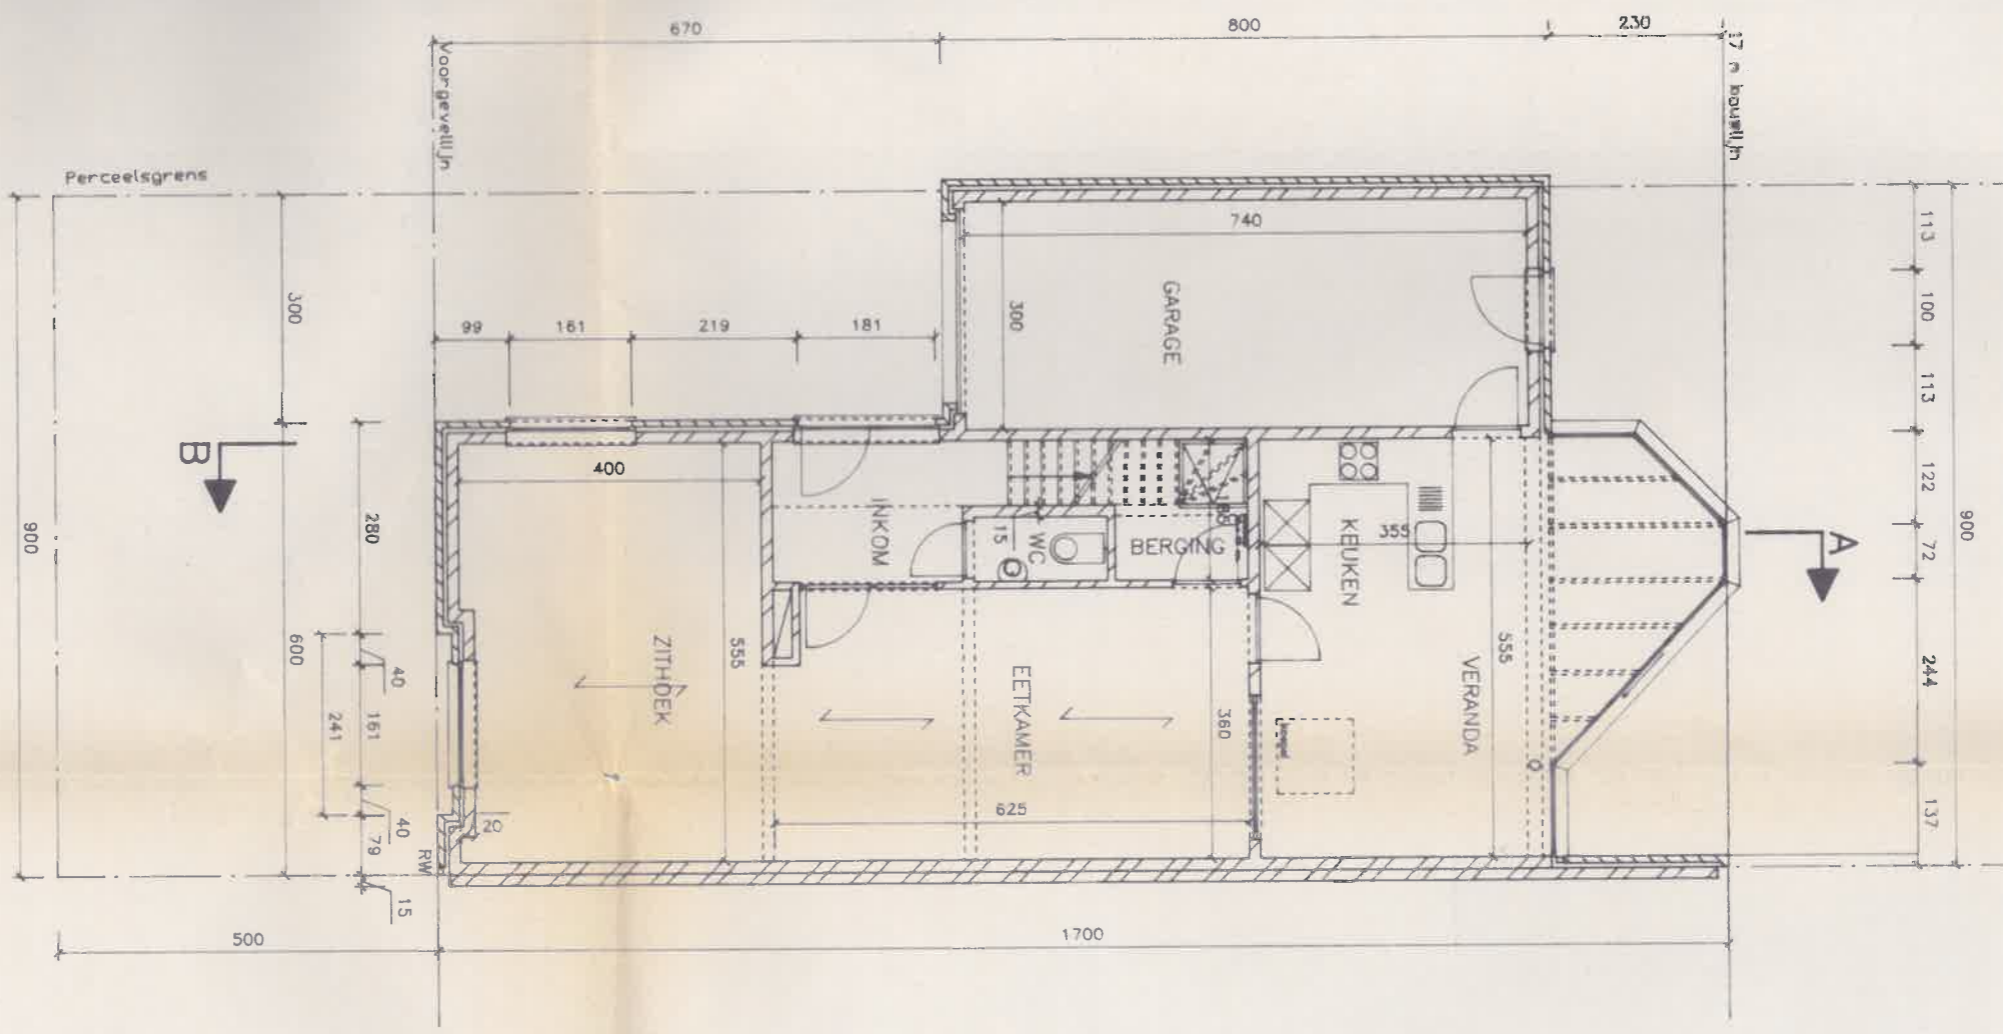 670
800
230
Voorgevellijn
17 m bouwlijn
Perceelsgrens
113
100
113
122
72
244
137
900
740
300
GARAGE
300
99
161
219
181
B
400
280
900
600
INKOM
15
WC
BERGING
KEUKEN
355
A
555
ZITHOEK
555
EETKAMER
360
VERANDA
40
161
241
40
79
15
20
RW
625
500
1700